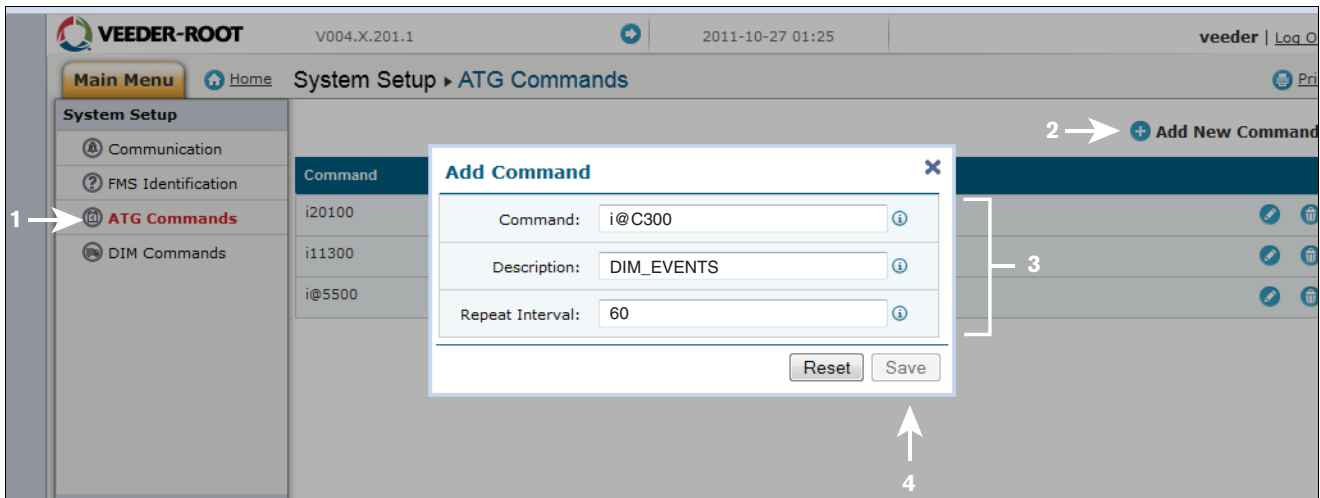 VEEDER-ROOT V004.X.201.1 2011-10-27 01:25 veeder | Log O
Main Menu Home System Setup ▸ ATG Commands Pri
System Setup
2 Add New Command
Communication
Add Command
Command
FMS Identification
i20100
Command: i@C300
1 ATG Commands
3
i11300
DIM Commands
Description: DIM_EVENTS
i@5500
Repeat Interval: 60
Reset Save
4